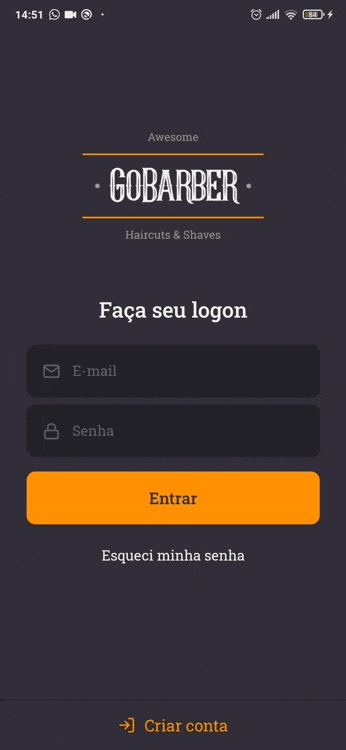 14:51
84
Awesome
GOBARBER
Haircuts & Shaves
Faça seu logon
E-mail
Senha
Entrar
Esqueci minha senha
Criar conta